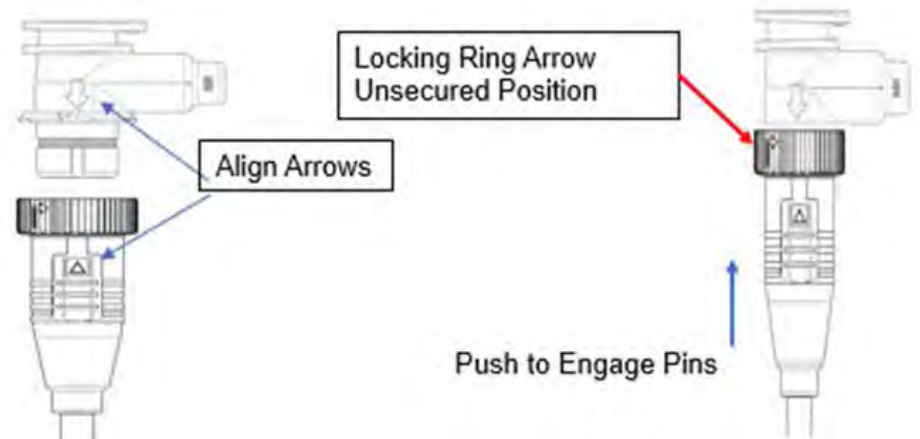 Locking Ring Arrow
Unsecured Position
Align Arrows
Push to Engage Pins